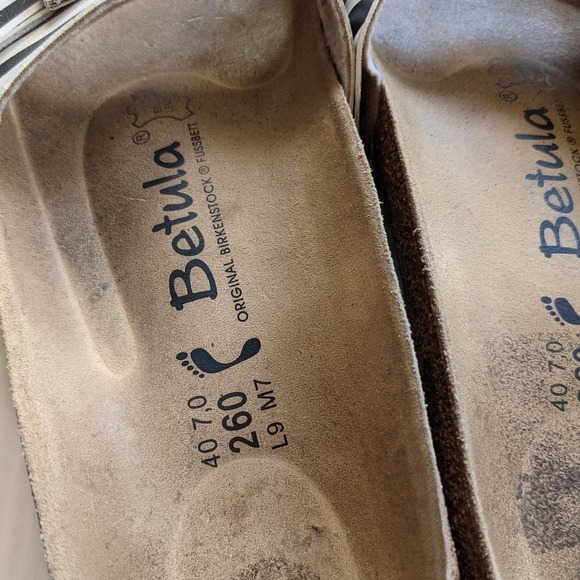 Betula ®
ORIGINAL BIRKENSTOCK ® FUSSBETT
40 7,0
260
L9 M7
Betula ®
40 7,0